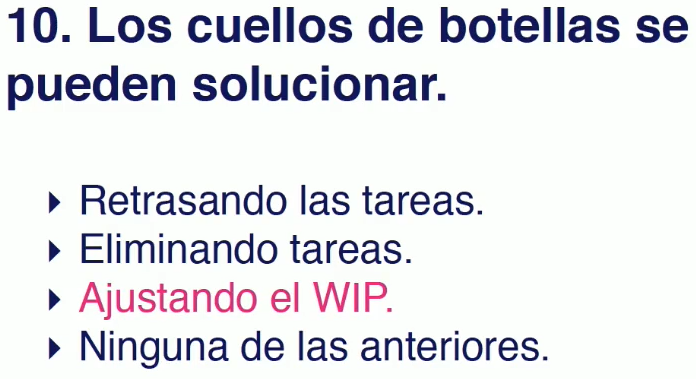 10. Los cuellos de botellas se
pueden solucionar.
Retrasando las tareas.
Eliminando tareas.
Ajustando el WIP.
Ninguna de las anteriores.